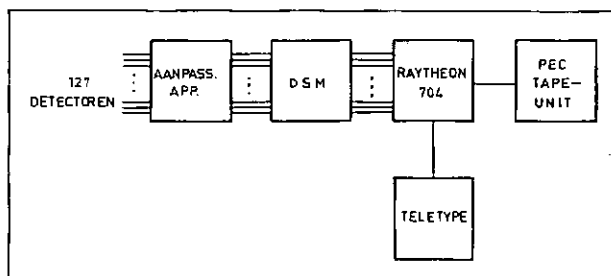 127
DETECTOREN
AANPASS.
APP.
DSM
RAYTHEON
704
PEC
TAPE-
UNIT
TELETYPE